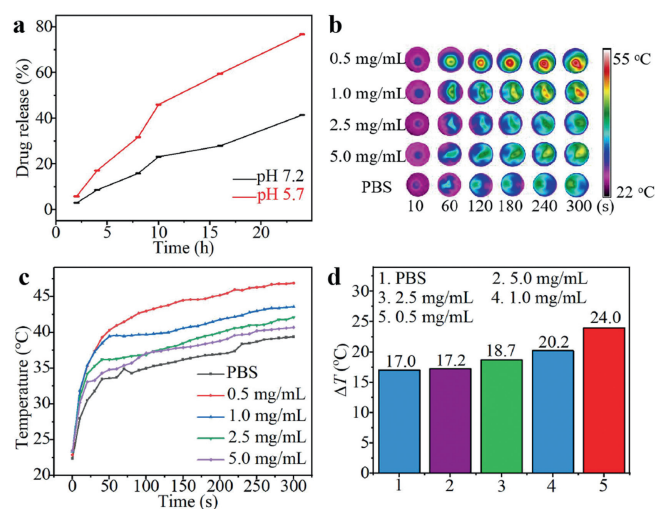 a
80
60
40
20
0
Drug release (%)
pH 7.2
pH 5.7
5
10
15
20
Time (h)
b
0.5 mg/mL
1.0 mg/mL
2.5 mg/mL
5.0 mg/mL
PBS
10 60 120 180 240 300 (s)
55 °C
22 °C
c
45
40
35
30
25
20
Temperature (°C)
PBS
0.5 mg/mL
1.0 mg/mL
2.5 mg/mL
5.0 mg/mL
0 50 100 150 200 250 300
Time (s)
d
1. PBS 2. 5.0 mg/mL
3. 2.5 mg/mL 4. 1.0 mg/mL
5. 0.5 mg/mL
30
25
20
15
10
5
0
ΔT (°C)
17.0 17.2 18.7 20.2 24.0
1 2 3 4 5